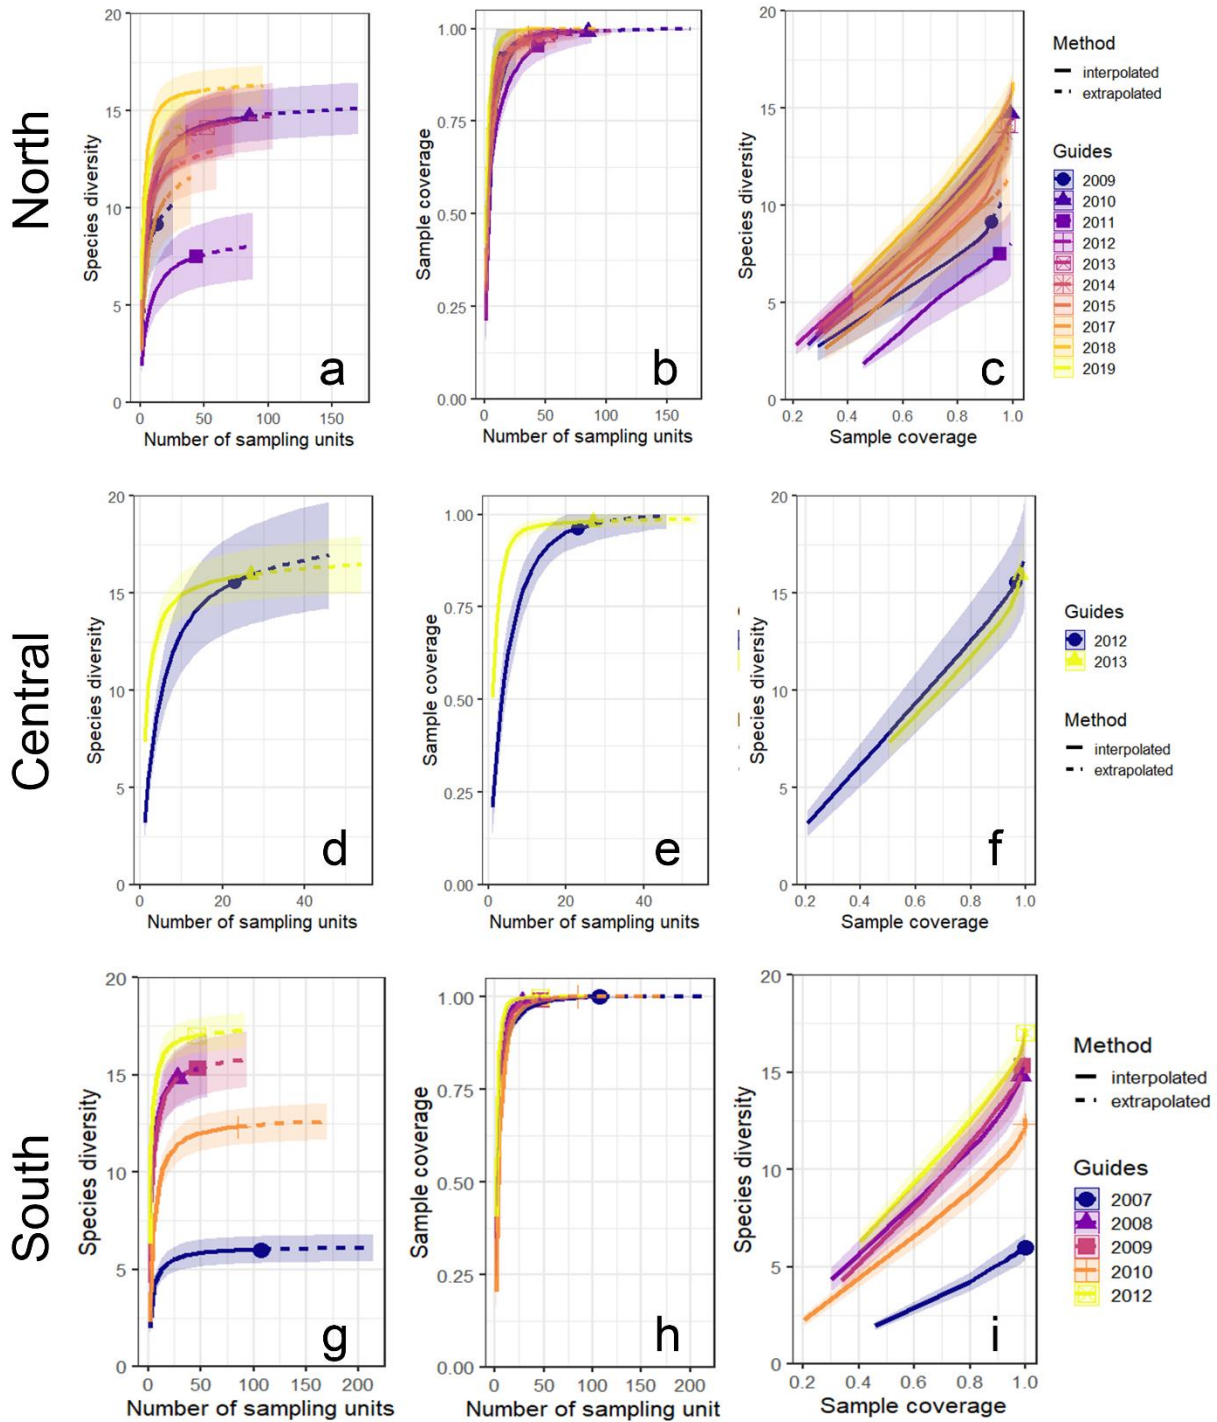 North
Species diversity
20
15
10
5
0
0 50 100 150
Number of sampling units
a
Sample coverage
1.00
0.75
0.50
0.25
0.00
0 50 100 150
Number of sampling units
b
Species diversity
20
15
10
5
0
0.2 0.4 0.6 0.8 1.0
Sample coverage
c
Method
interpolated
extrapolated
Guides
2009
2010
2011
2012
2013
2014
2015
2017
2018
2019
Central
Species diversity
20
15
10
5
0
0 20 40
Number of sampling units
d
Sample coverage
1.00
0.75
0.50
0.25
0.00
0 20 40
Number of sampling units
e
Species diversity
20
15
10
5
0
0.2 0.4 0.6 0.8 1.0
Sample coverage
f
Guides
2012
2013
Method
interpolated
extrapolated
South
Species diversity
20
15
10
5
0
0 50 100 150 200
Number of sampling units
g
Sample coverage
1.00
0.75
0.50
0.25
0.00
0 50 100 150 200
Number of sampling unit
h
Species diversity
20
15
10
5
0
0.2 0.4 0.6 0.8 1.0
Sample coverage
i
Method
interpolated
extrapolated
Guides
2007
2008
2009
2010
2012